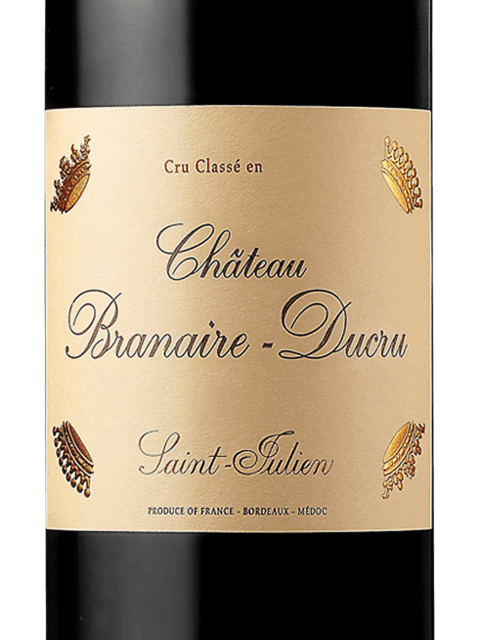 Cru Classé en
Château
Branaire - Ducru
Saint-Julien
PRODUCE OF FRANCE - BORDEAUX - MÉDOC